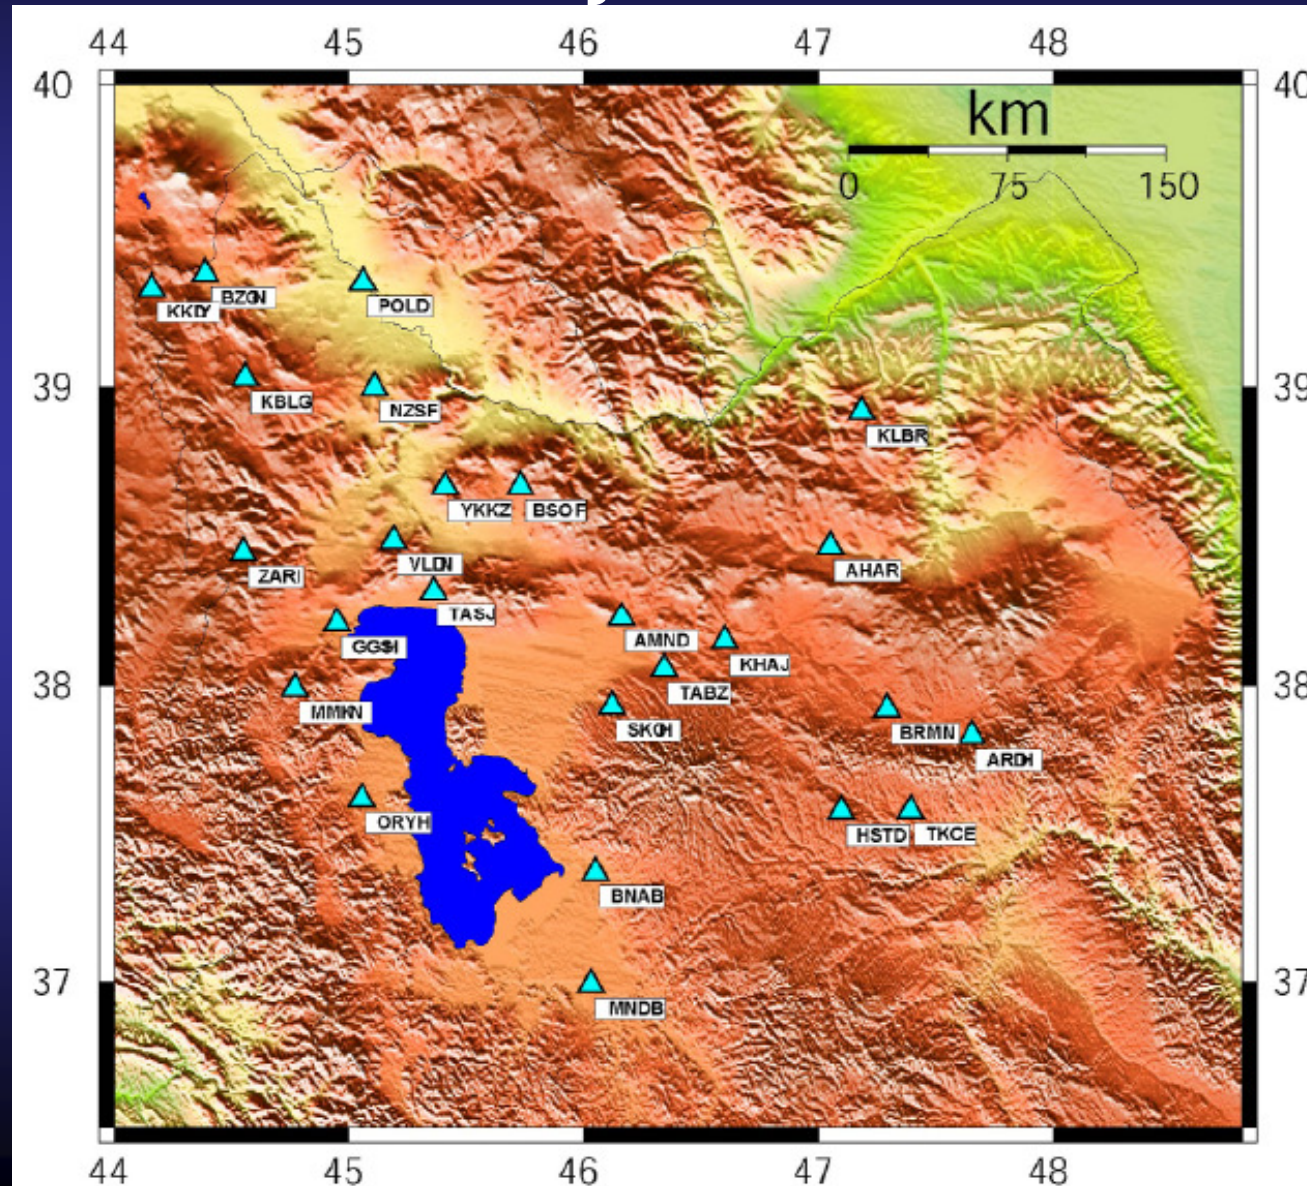 44 45 46 47 48
40 40
km
0 75 150
BZGN
KKDY
POLD
39 39
KBLG
NZSF
KLBR
YKKZ BSOF
VLDN
ZARI
AHAR
TASJ
GGSH
AMND
KHAJ
38 38
TABZ
MMKN
SKCH
BRMN
ARDH
ORYH
HSTD TKCE
BNAB
37 37
MNDB
44 45 46 47 48